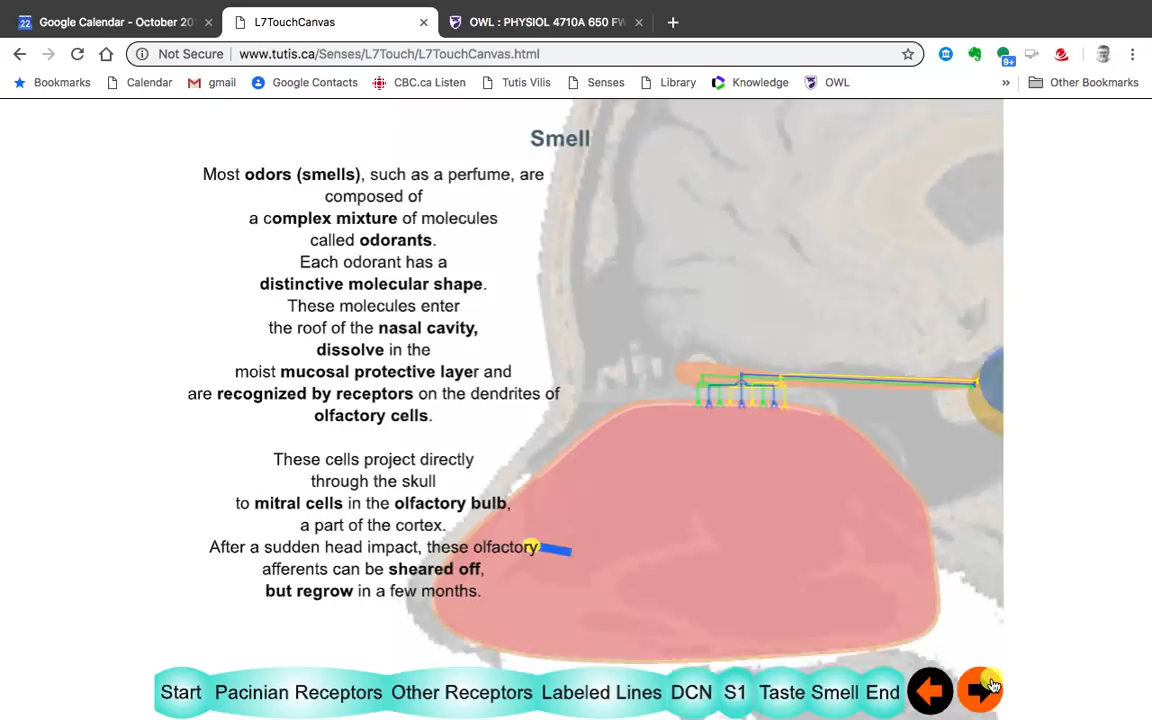 22 Google Calendar - October 20
L7TouchCanvas
OWL : PHYSIOL 4710A 650 FW
Not Secure
www.tutis.ca/Senses/L7Touch/L7TouchCanvas.html
9+
Bookmarks
Calendar
gmail
Google Contacts
CBC.ca Listen
Tutis Vilis
Senses
Library
Knowledge
OWL
»
Other Bookmarks
Smell
Most odors (smells), such as a perfume, are
composed of
a complex mixture of molecules
called odorants.
Each odorant has a
distinctive molecular shape.
These molecules enter
the roof of the nasal cavity,
dissolve in the
moist mucosal protective layer and
are recognized by receptors on the dendrites of
olfactory cells.
These cells project directly
through the skull
to mitral cells in the olfactory bulb,
a part of the cortex.
After a sudden head impact, these olfactory
afferents can be sheared off,
but regrow in a few months.
Start Pacinian Receptors Other Receptors Labeled Lines DCN S1 Taste Smell End